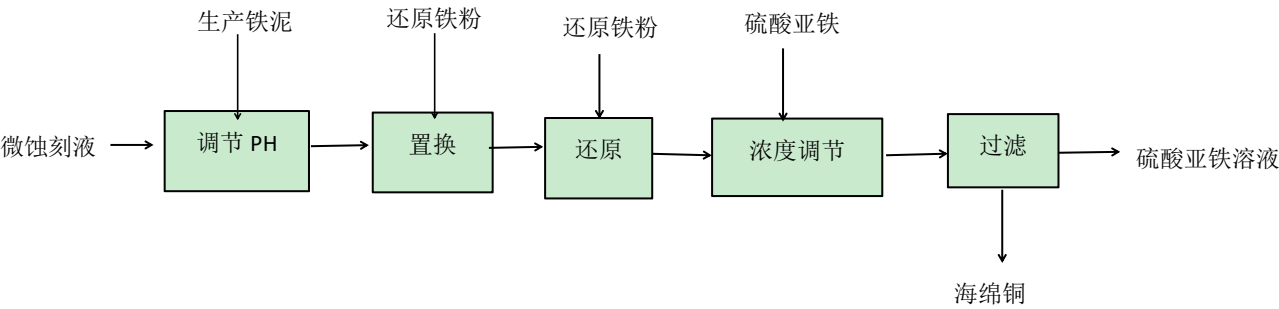 生产铁泥
还原铁粉
还原铁粉
硫酸亚铁
微蚀刻液
调节 PH
置换
还原
浓度调节
过滤
硫酸亚铁溶液
海绵铜